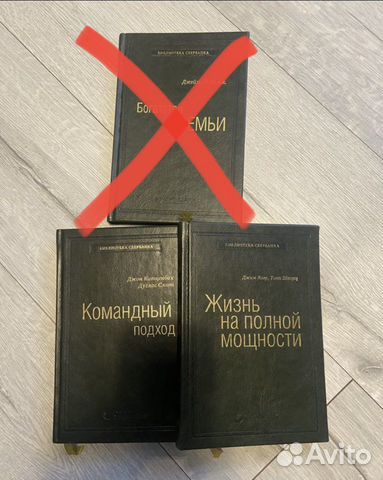 БИБЛИОТЕКА СБЕРБАНКА
ЕМЬИ
БИБЛИОТЕКА СБЕРБАНКА
Джон Катценбах
Дуглас Смит
Командный
подход
БИБЛИОТЕКА СБЕРБАНКА
Джим Лоэр, Тони Шварц
Жизнь
на полной
мощности
Avito